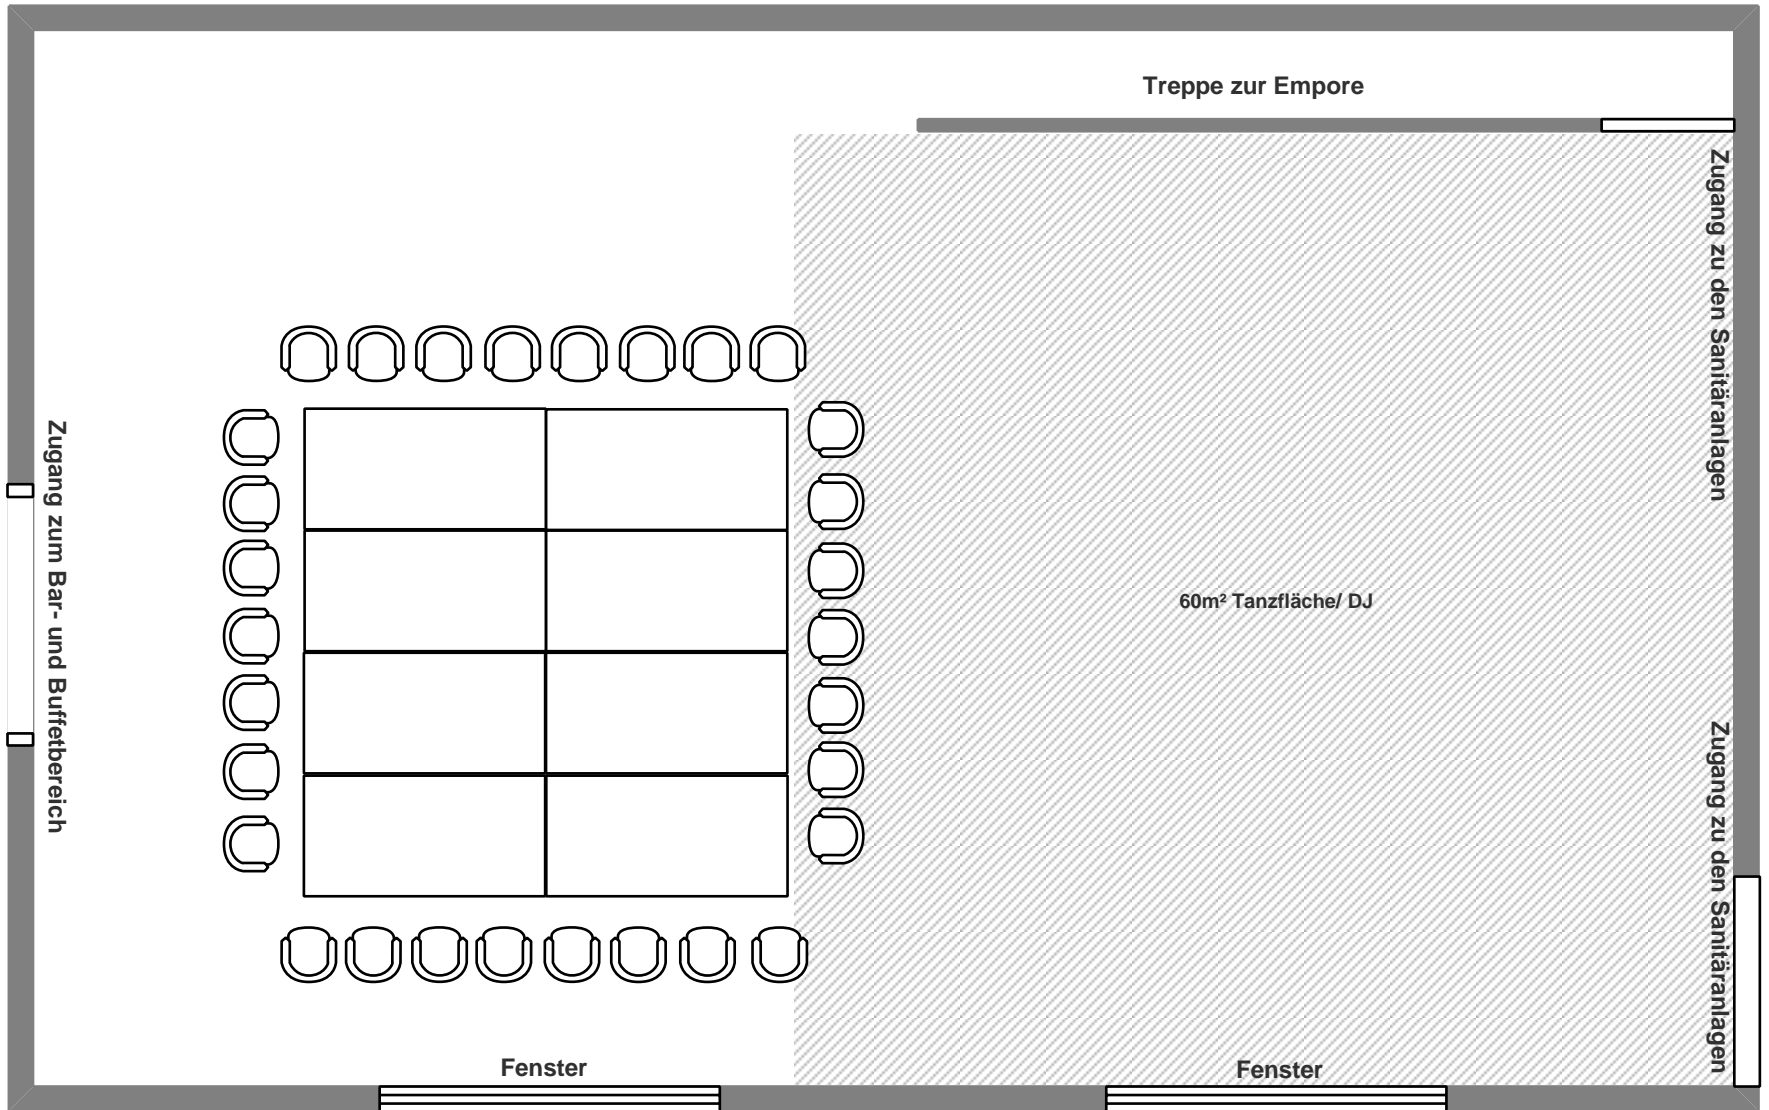 Treppe zur Empore
Zugang zu den Sanitäranlagen
Zugang zum Bar- und Buffetbereich
60m² Tanzfläche/ DJ
Zugang zu den Sanitäranlagen
Fenster
Fenster